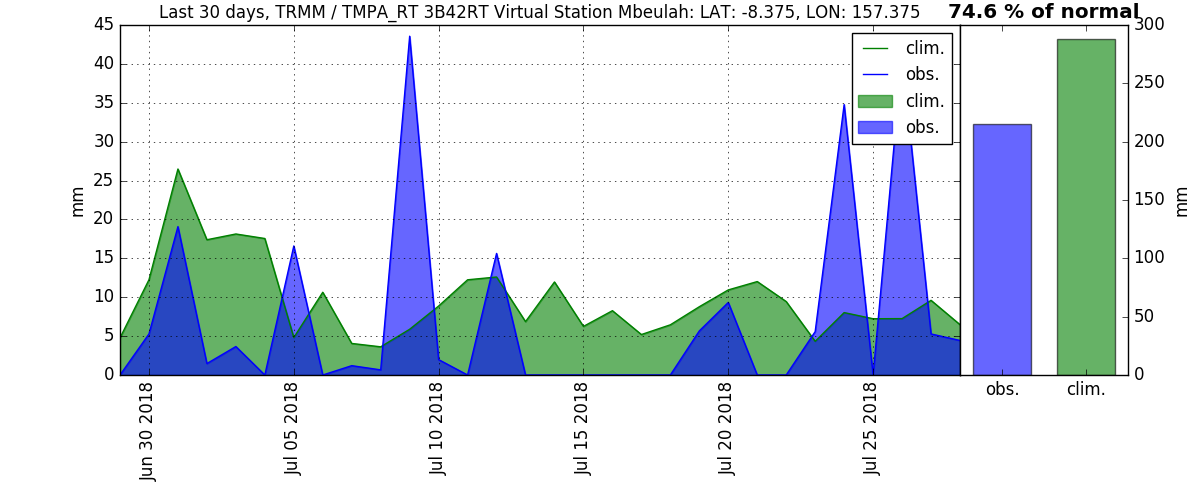 Last 30 days, TRMM / TMPA_RT 3B42RT Virtual Station Mbeulah: LAT: -8.375, LON: 157.375
74.6 % of normal
45
40
35
30
25
20
15
10
5
0
mm
clim.
obs.
clim.
obs.
Jun 30 2018
Jul 05 2018
Jul 10 2018
Jul 15 2018
Jul 20 2018
Jul 25 2018
300
250
200
150
100
50
0
mm
obs.
clim.